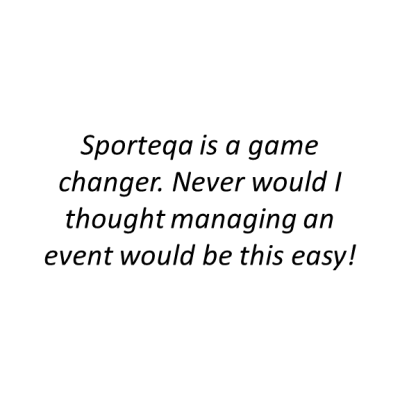 Sporteqa is a game
changer. Never would I
thought managing an
event would be this easy!